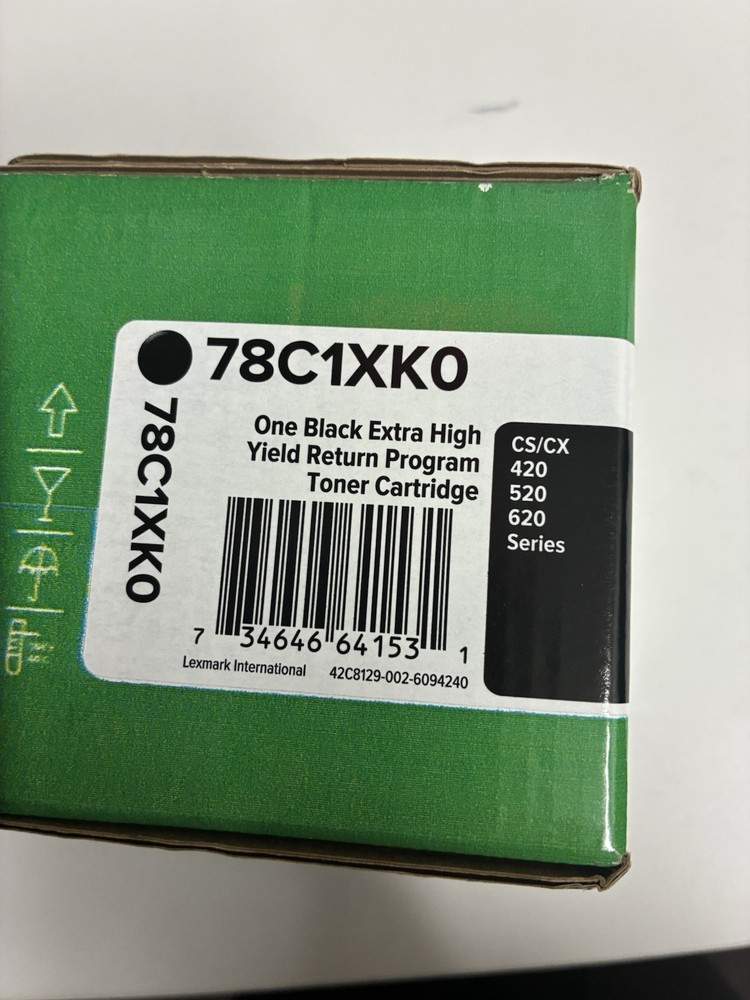 78C1XK0
78C1XK0
One Black Extra High
Yield Return Program
Toner Cartridge
CS/CX
420
520
620
Series
7 34646 64153 1
Lexmark International 42C8129-002-6094240